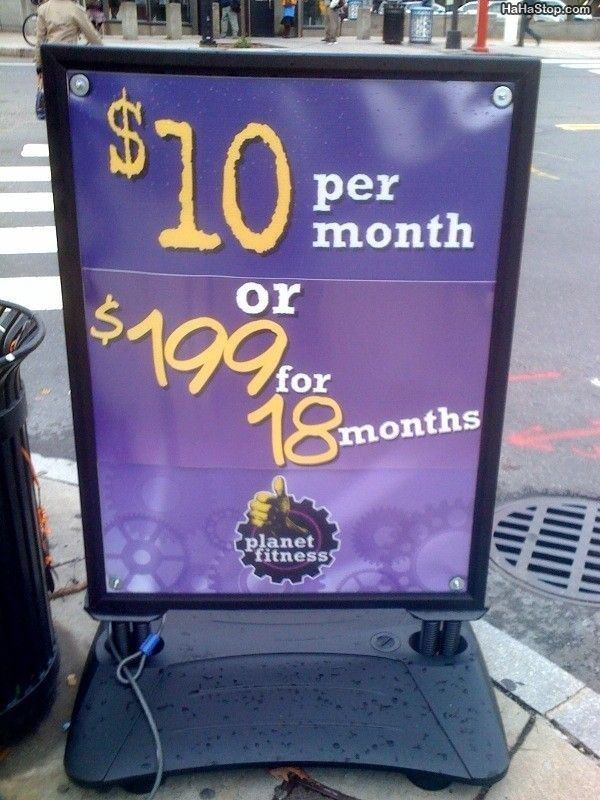 HaHaStop.com
$10 per
month
or
$199 for
18 months
planet
fitness